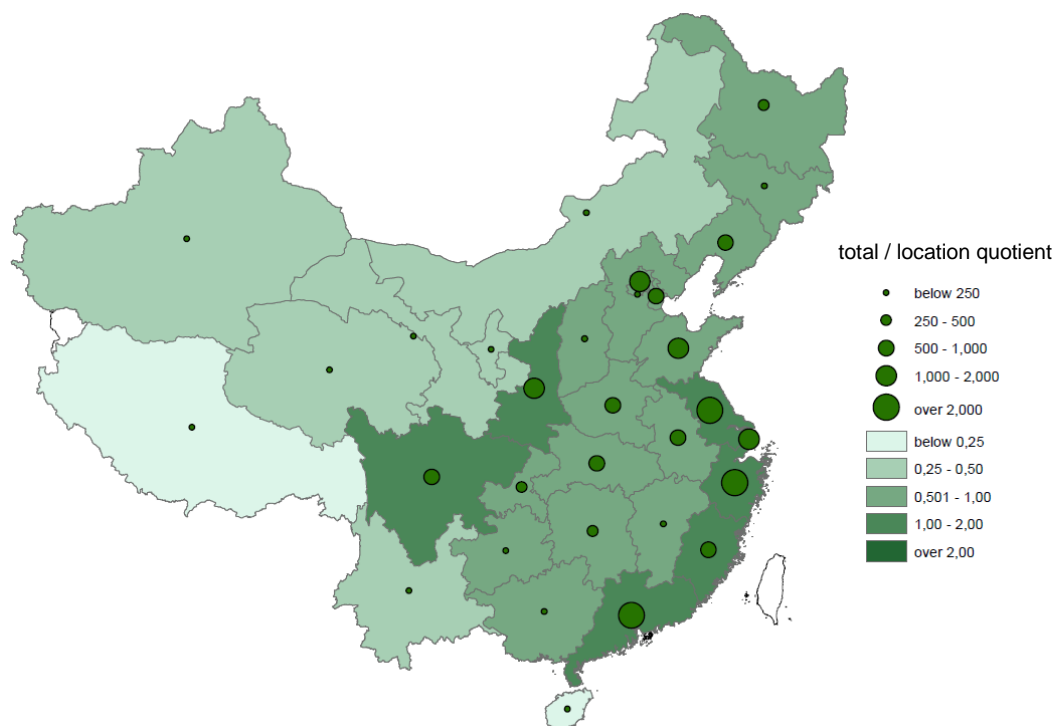 total / location quotient
below 250
250 - 500
500 - 1,000
1,000 - 2,000
over 2,000
below 0,25
0,25 - 0,50
0,501 - 1,00
1,00 - 2,00
over 2,00